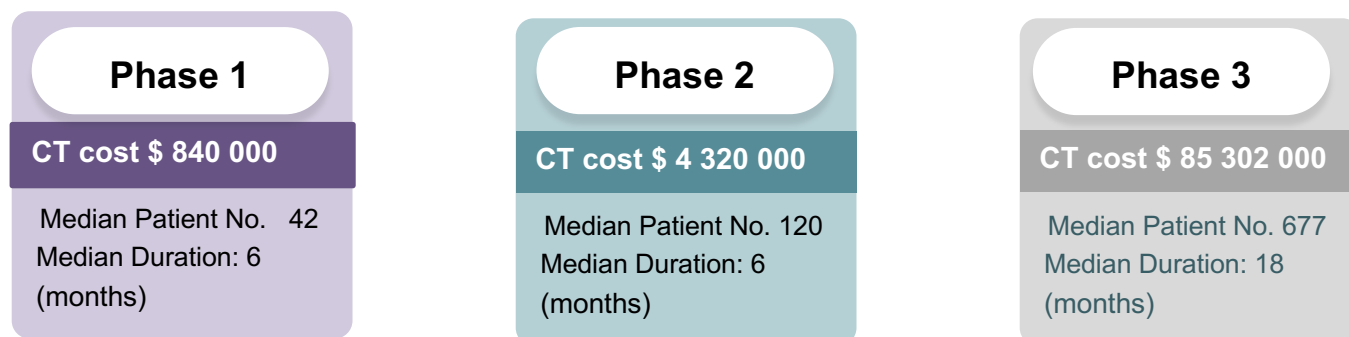 Phase 1
CT cost $ 840 000
Median Patient No. 42
Median Duration: 6
(months)
Phase 2
CT cost $ 4 320 000
Median Patient No. 120
Median Duration: 6
(months)
Phase 3
CT cost $ 85 302 000
Median Patient No. 677
Median Duration: 18
(months)